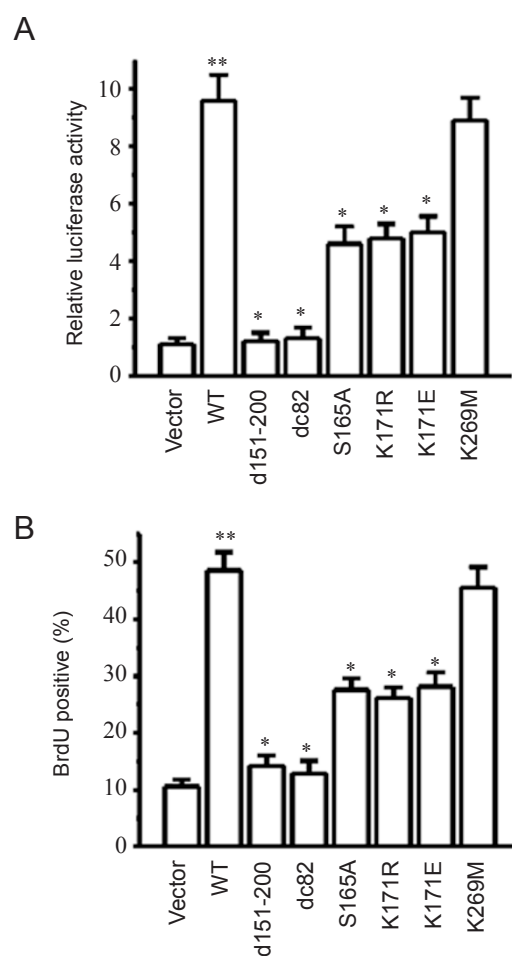 A
Relative luciferase activity
10
8
6
4
2
0
**
*
*
*
*
*
Vector
WT
d151-200
dc82
S165A
K171R
K171E
K269M
B
BrdU positive (%)
50
40
30
20
10
0
**
*
*
*
*
*
Vector
WT
d151-200
dc82
S165A
K171R
K171E
K269M